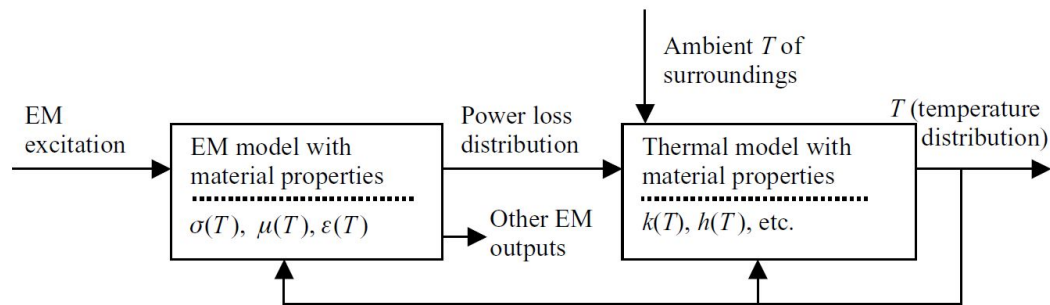 Ambient T of
surroundings
EM
excitation
EM model with
material properties
σ(T), μ(T), ε(T)
Power loss
distribution
Other EM
outputs
Thermal model with
material properties
k(T), h(T), etc.
T (temperature
distribution)